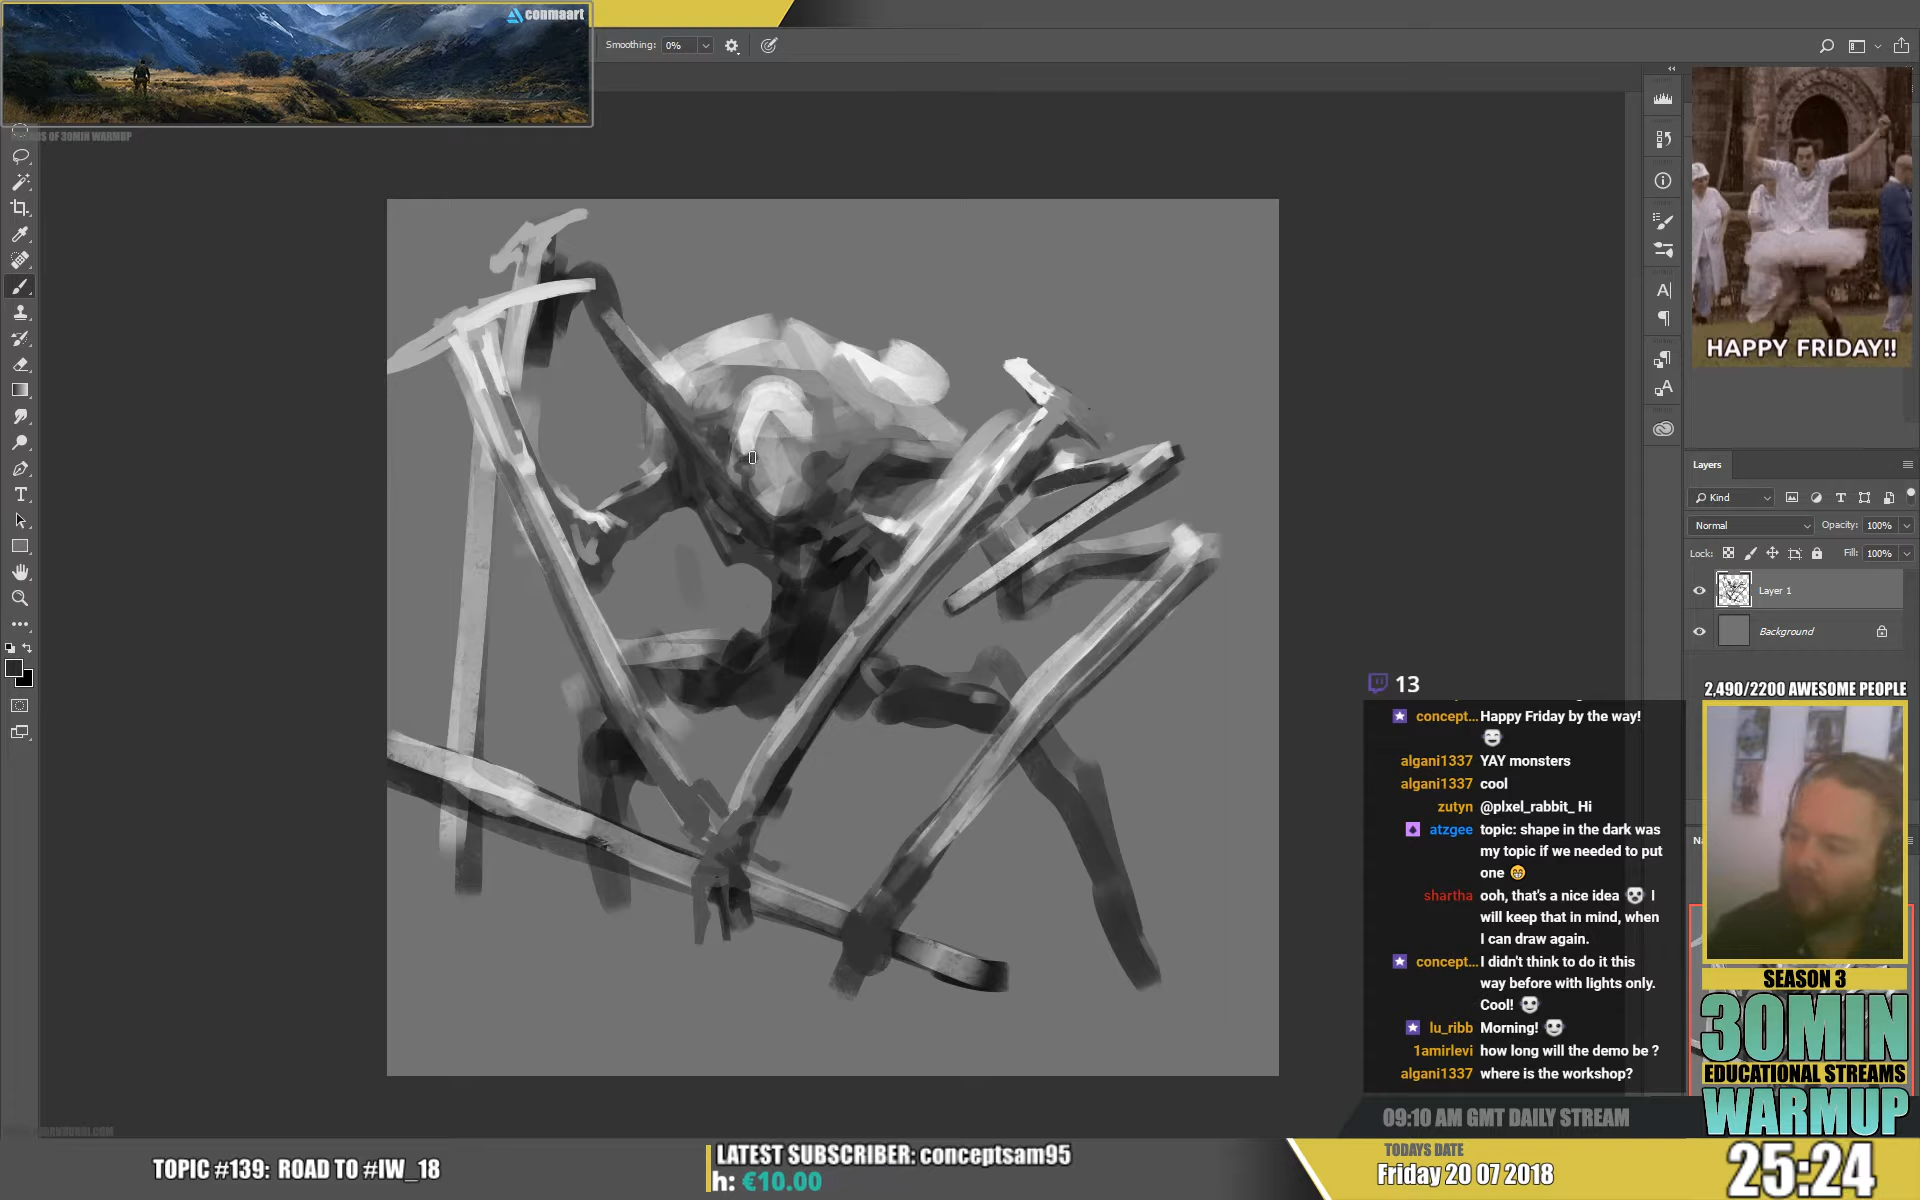 conmaart
Smoothing: 0%
OF 30MIN WARMUP
HAPPY FRIDAY!!
Layers
Kind
Normal
Opacity: 100%
Lock:
Fill: 100%
Layer 1
Background
2,490/2200 AWESOME PEOPLE
13
concept... Happy Friday by the way!
algani1337 YAY monsters
algani1337 cool
zutyn @plxel_rabbit_ Hi
atzgee topic: shape in the dark was
my topic if we needed to put
one
shartha ooh, that's a nice idea I
will keep that in mind, when
I can draw again.
concept... I didn't think to do it this
way before with lights only.
Cool!
lu_ribb Morning!
1amirlevi how long will the demo be ?
algani1337 where is the workshop?
SEASON 3
30MIN
EDUCATIONAL STREAMS
WARMUP
09:10 AM GMT DAILY STREAM
TOPIC #139: ROAD TO #IW_18
LATEST SUBSCRIBER: conceptsam95
h: €10.00
TODAYS DATE
Friday 20 07 2018
25:24